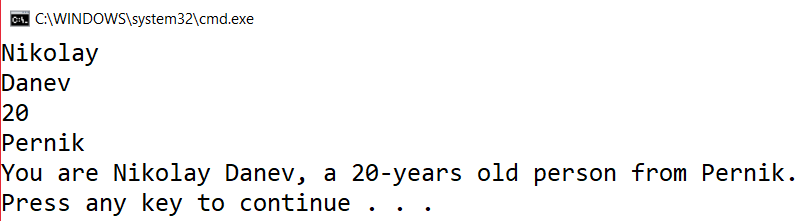 C:\WINDOWS\system32\cmd.exe
Nikolay
Danev
20
Pernik
You are Nikolay Danev, a 20-years old person from Pernik.
Press any key to continue . . .